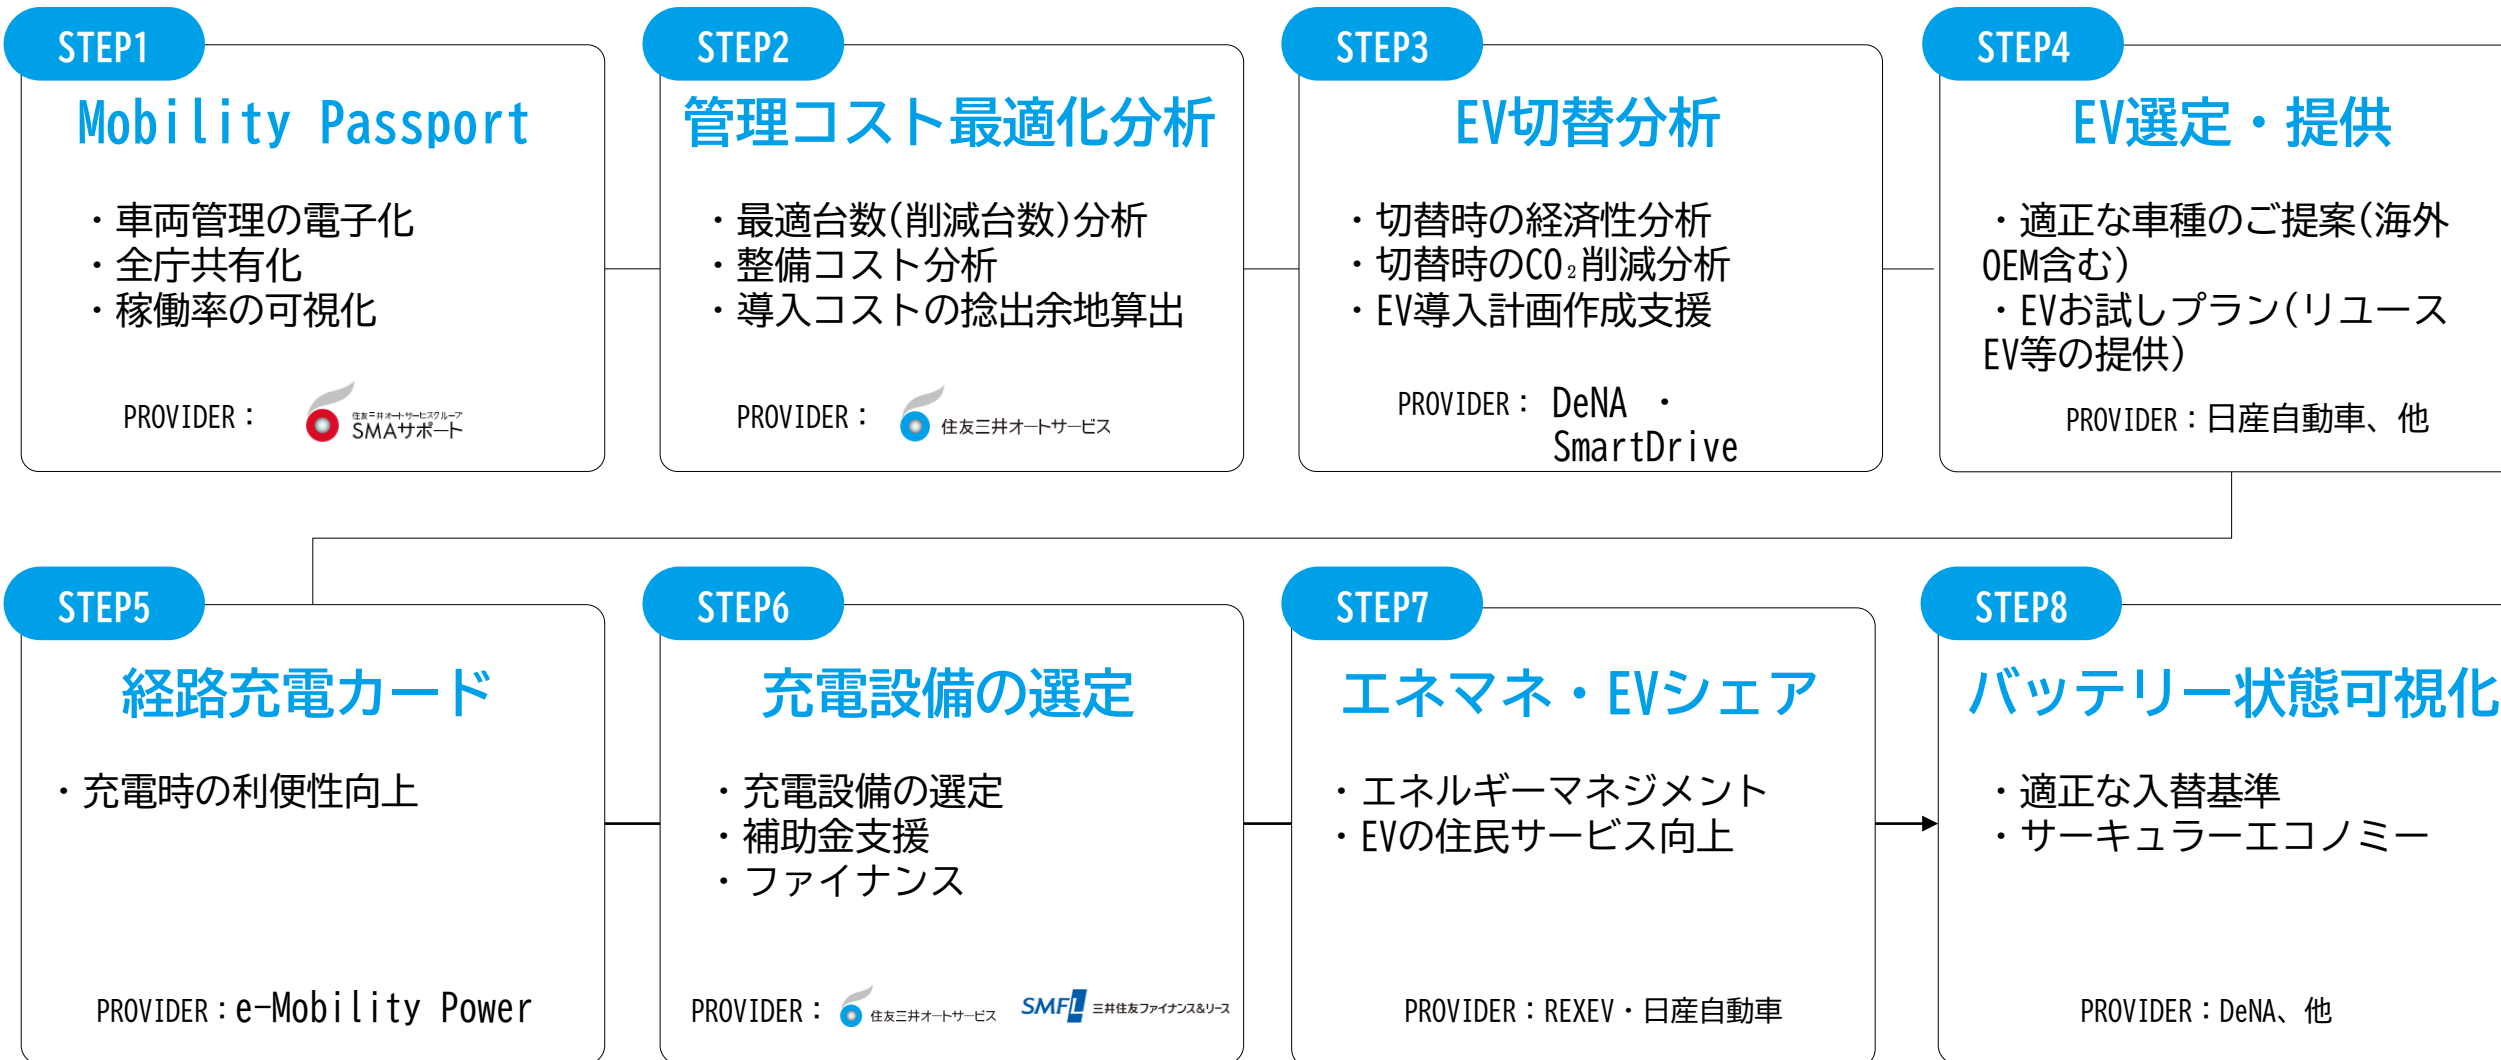 STEP1
Mobility Passport
・車両管理の電子化
・全庁共有化
・稼働率の可視化
PROVIDER：
住友三井オートサービスグループ
SMAサポート
STEP2
管理コスト最適化分析
・最適台数(削減台数)分析
・整備コスト分析
・導入コストの捻出余地算出
PROVIDER：
住友三井オートサービス
STEP3
EV切替分析
・切替時の経済性分析
・切替時のCO₂削減分析
・EV導入計画作成支援
PROVIDER： DeNA ・
SmartDrive
STEP4
EV選定・提供
・適正な車種のご提案(海外
OEM含む)
・EVお試しプラン(リユース
EV等の提供)
PROVIDER：日産自動車、他
STEP5
経路充電カード
・充電時の利便性向上
PROVIDER：e-Mobility Power
STEP6
充電設備の選定
・充電設備の選定
・補助金支援
・ファイナンス
PROVIDER：
住友三井オートサービス
SMFL 三井住友ファイナンス&リース
STEP7
エネマネ・EVシェア
・エネルギーマネジメント
・EVの住民サービス向上
PROVIDER：REXEV・日産自動車
STEP8
バッテリー状態可視化
・適正な入替基準
・サーキュラーエコノミー
PROVIDER：DeNA、他